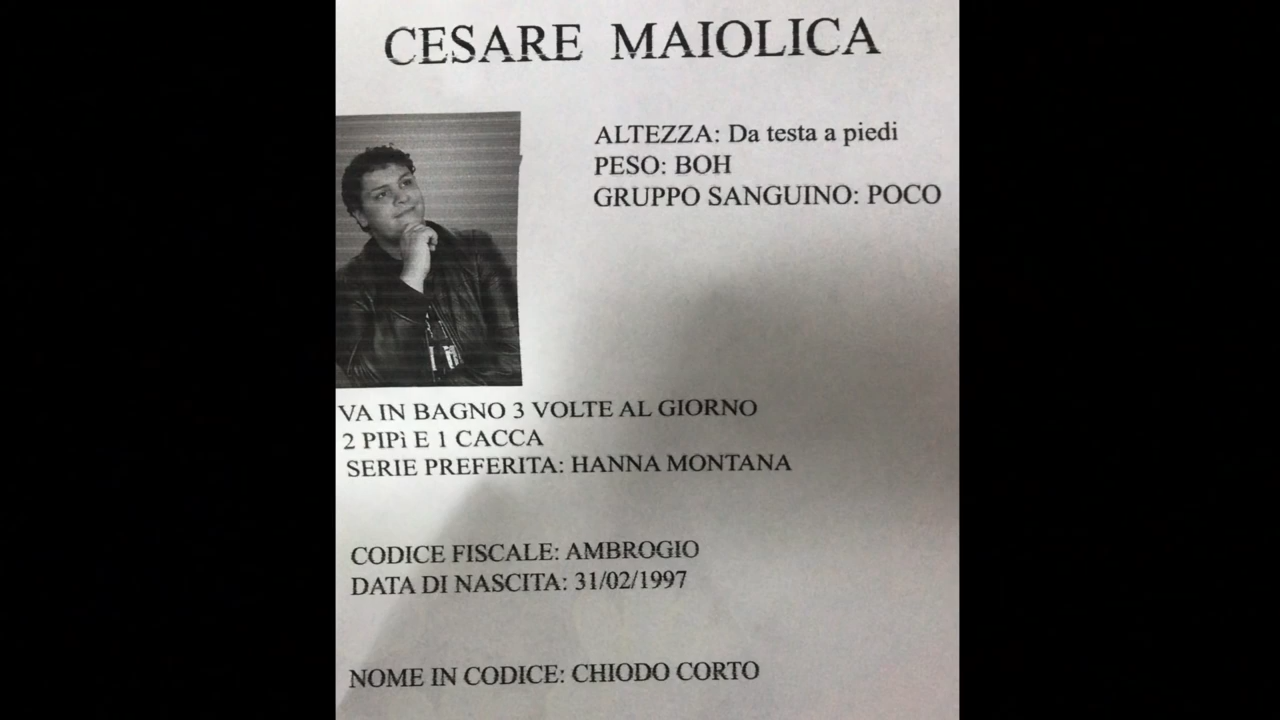 CESARE MAIOLICA
ALTEZZA: Da testa a piedi
PESO: BOH
GRUPPO SANGUINO: POCO
VA IN BAGNO 3 VOLTE AL GIORNO
2 PIPì E 1 CACCA
SERIE PREFERITA: HANNA MONTANA
CODICE FISCALE: AMBROGIO
DATA DI NASCITA: 31/02/1997
NOME IN CODICE: CHIODO CORTO